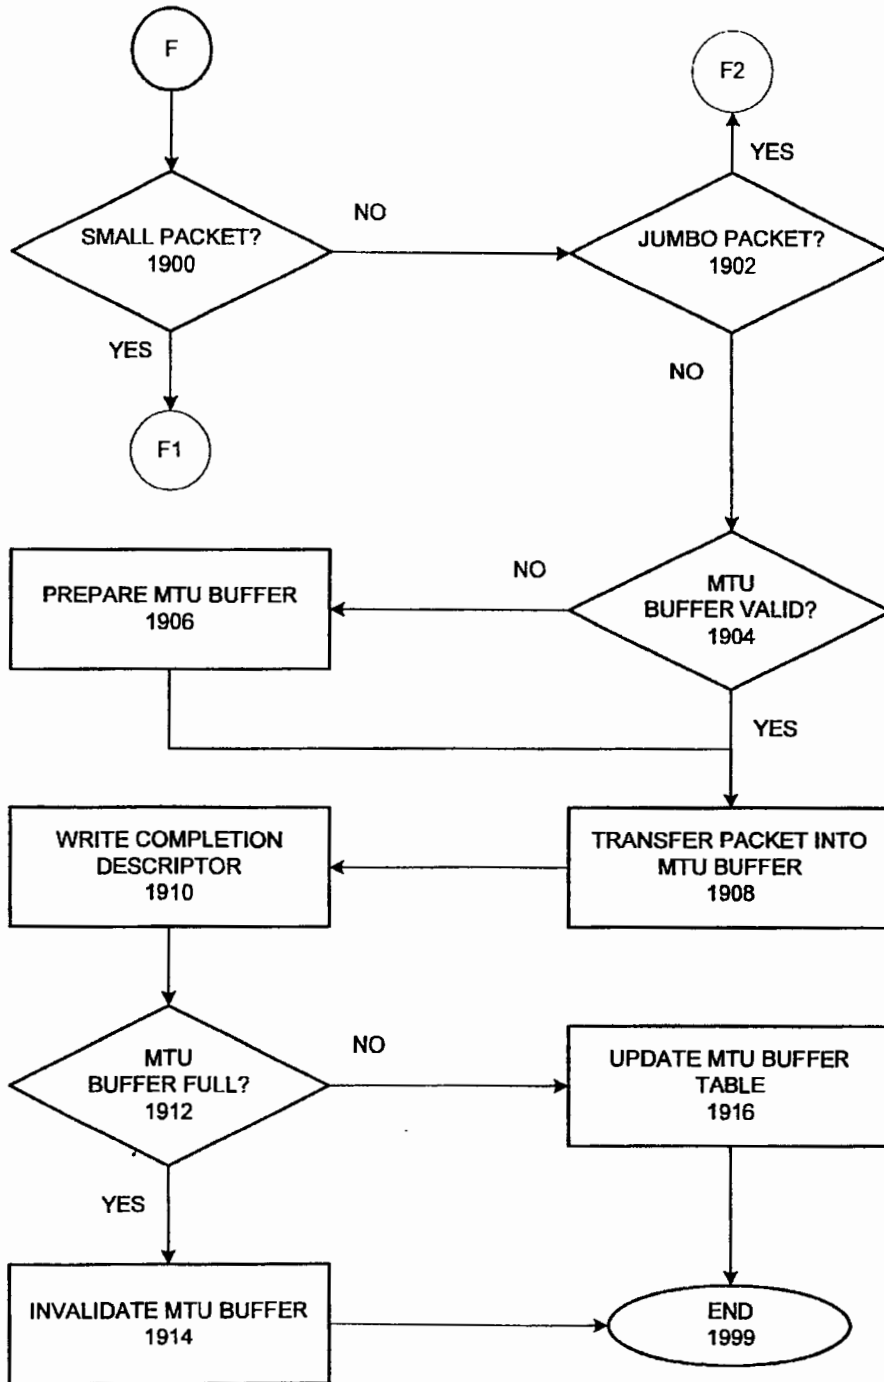 F
F2
YES
SMALL PACKET?
1900
NO
JUMBO PACKET?
1902
YES
NO
F1
PREPARE MTU BUFFER
1906
NO
MTU
BUFFER VALID?
1904
YES
WRITE COMPLETION
DESCRIPTOR
1910
TRANSFER PACKET INTO
MTU BUFFER
1908
MTU
BUFFER FULL?
1912
NO
UPDATE MTU BUFFER
TABLE
1916
YES
INVALIDATE MTU BUFFER
1914
END
1999